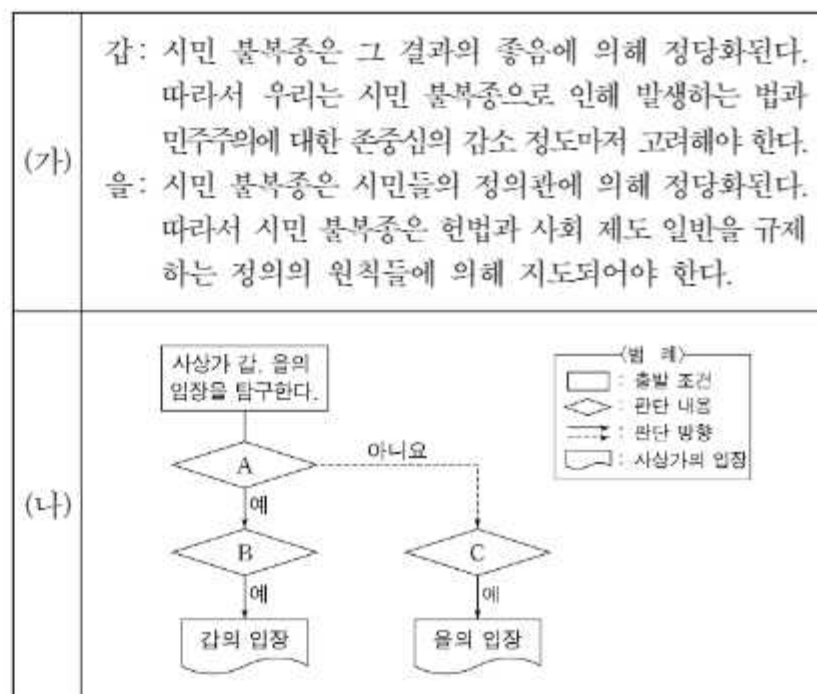 (가)
갑: 시민 불복종은 그 결과의 좋음에 의해 정당화된다.
따라서 우리는 시민 불복종으로 인해 발생하는 법과
민주주의에 대한 존중심의 감소 정도마저 고려해야 한다.
을: 시민 불복종은 시민들의 정의관에 의해 정당화된다.
따라서 시민 불복종은 헌법과 사회 제도 일반을 규제
하는 정의의 원칙들에 의해 지도되어야 한다.
(나)
사상가 갑, 을의
입장을 탐구한다.
〈범 례〉
: 출발 조건
: 판단 내용
: 판단 방향
: 사상가의 입장
A
아니요
예
B
C
예
예
갑의 입장
을의 입장